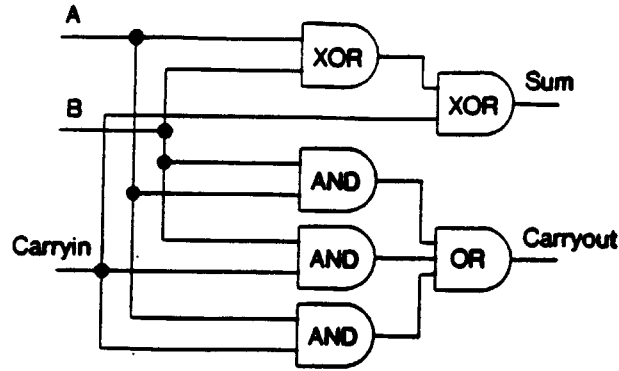 A
XOR
XOR
Sum
B
AND
Carryin
AND
OR
Carryout
AND